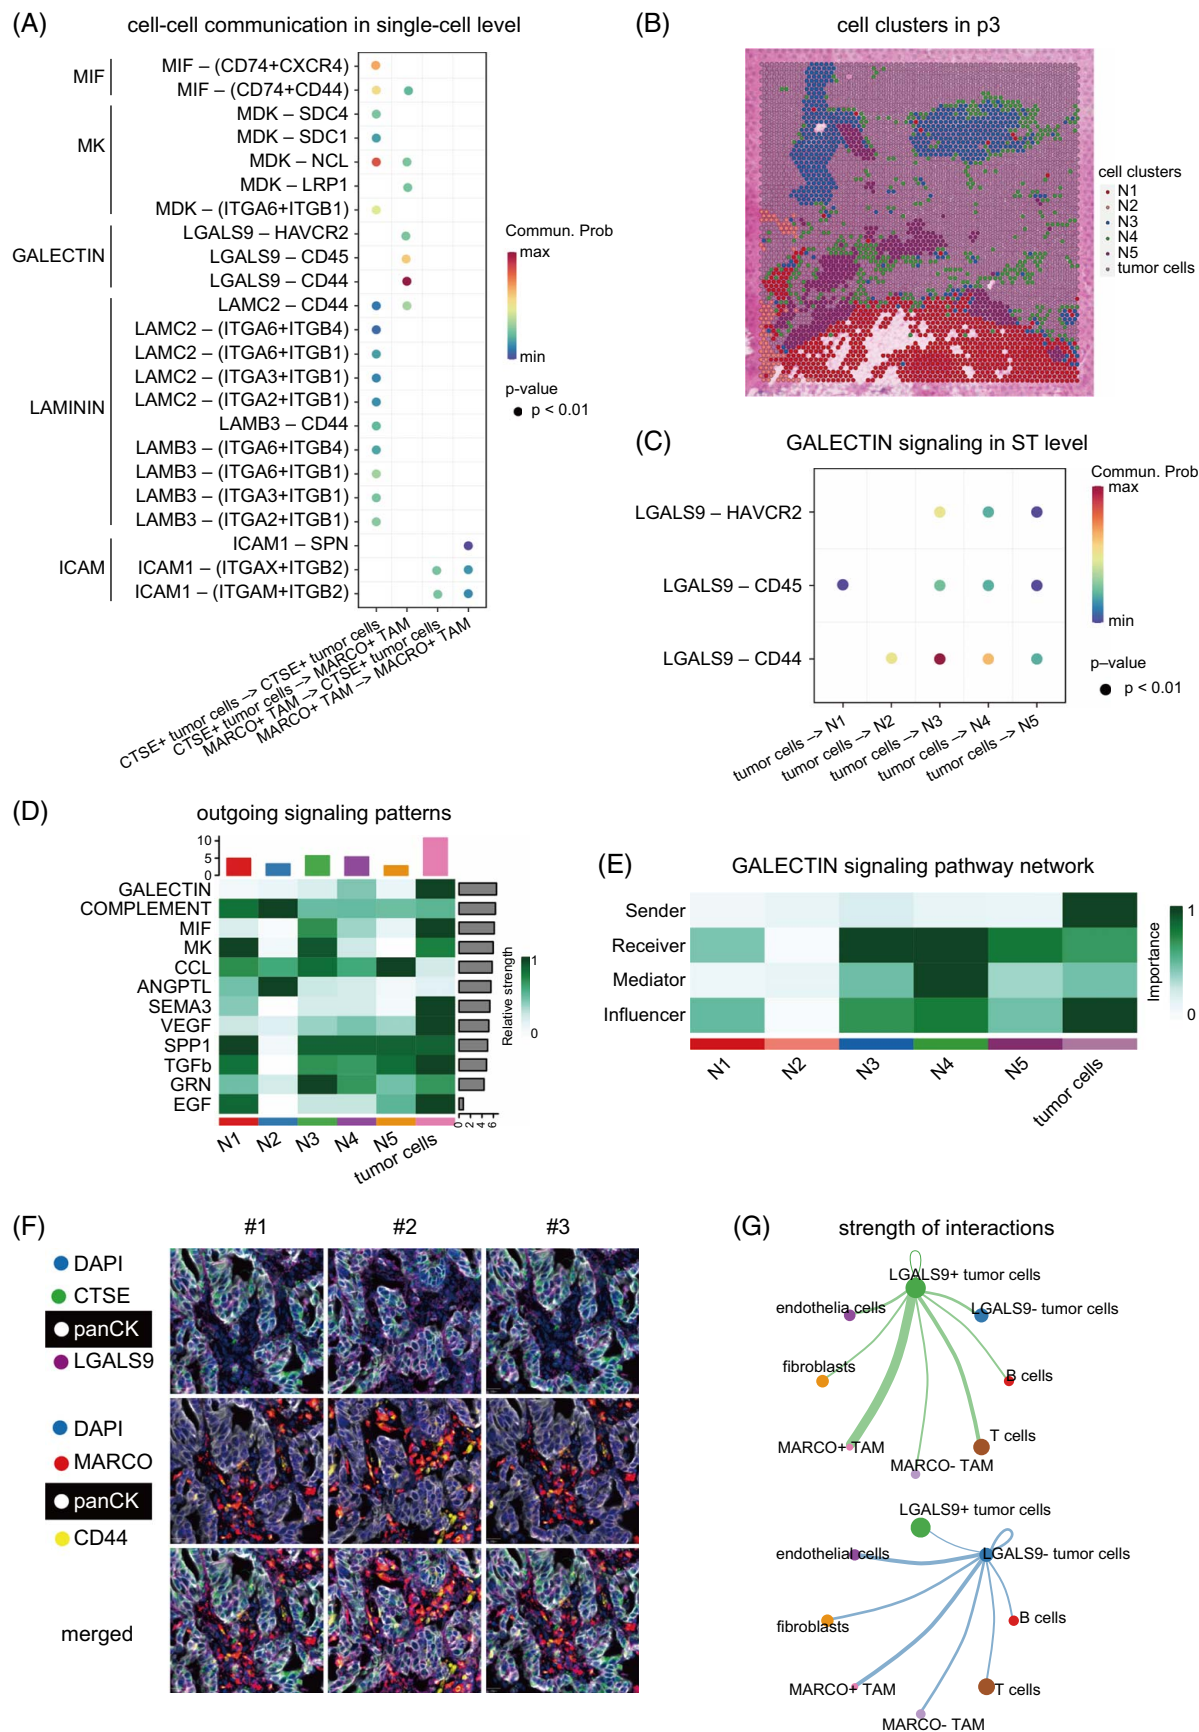 (A) cell-cell communication in single-cell level
MIF
MK
GALECTIN
LAMININ
ICAM
MIF – (CD74+CXCR4)
MIF – (CD74+CD44)
MDK – SDC4
MDK – SDC1
MDK – NCL
MDK – LRP1
MDK – (ITGA6+ITGB1)
LGALS9 – HAVCR2
LGALS9 – CD45
LGALS9 – CD44
LAMC2 – CD44
LAMC2 – (ITGA6+ITGB4)
LAMC2 – (ITGA6+ITGB1)
LAMC2 – (ITGA3+ITGB1)
LAMC2 – (ITGA2+ITGB1)
LAMB3 – CD44
LAMB3 – (ITGA6+ITGB4)
LAMB3 – (ITGA6+ITGB1)
LAMB3 – (ITGA3+ITGB1)
LAMB3 – (ITGA2+ITGB1)
ICAM1 – SPN
ICAM1 – (ITGAX+ITGB2)
ICAM1 – (ITGAM+ITGB2)
CTSE+ tumor cells –> CTSE+ tumor cells
CTSE+ tumor cells –> MARCO+ TAM
MARCO+ TAM –> CTSE+ tumor cells
MARCO+ TAM –> MACRO+ TAM
Commun. Prob
max
min
p-value
p < 0.01
(B) cell clusters in p3
cell clusters
N1
N2
N3
N4
N5
tumor cells
(C) GALECTIN signaling in ST level
LGALS9 – HAVCR2
LGALS9 – CD45
LGALS9 – CD44
tumor cells –> N1
tumor cells –> N2
tumor cells –> N3
tumor cells –> N4
tumor cells –> N5
Commun. Prob
max
min
p–value
p < 0.01
(D) outgoing signaling patterns
10
5
0
GALECTIN
COMPLEMENT
MIF
MK
CCL
ANGPTL
SEMA3
VEGF
SPP1
TGFb
GRN
EGF
N1
N2
N3
N4
N5
tumor cells
0 2 4 6
Relative strength
1
0
(E) GALECTIN signaling pathway network
Sender
Receiver
Mediator
Influencer
N1
N2
N3
N4
N5
tumor cells
Importance
1
0
(F) #1 #2 #3
DAPI
CTSE
panCK
LGALS9
DAPI
MARCO
panCK
CD44
merged
(G) strength of interactions
LGALS9+ tumor cells
endothelia cells
LGALS9- tumor cells
fibroblasts
B cells
MARCO+ TAM
T cells
MARCO- TAM
LGALS9+ tumor cells
endothelial cells
LGALS9- tumor cells
fibroblasts
B cells
MARCO+ TAM
T cells
MARCO- TAM